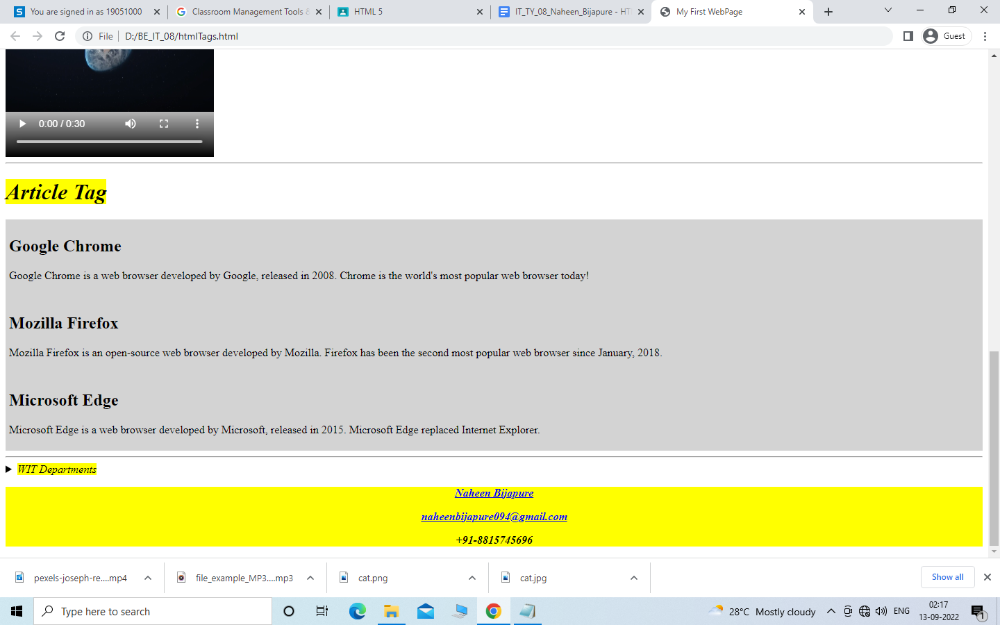 You are signed in as 19051000
Classroom Management Tools &
HTML 5
IT_TY_08_Naheen_Bijapure - HT
My First WebPage
File
D:/BE_IT_08/htmlTags.html
Guest
0:00 / 0:30
Article Tag
Google Chrome
Google Chrome is a web browser developed by Google, released in 2008. Chrome is the world's most popular web browser today!
Mozilla Firefox
Mozilla Firefox is an open-source web browser developed by Mozilla. Firefox has been the second most popular web browser since January, 2018.
Microsoft Edge
Microsoft Edge is a web browser developed by Microsoft, released in 2015. Microsoft Edge replaced Internet Explorer.
WIT Departments
Naheen Bijapure
naheenbijapure094@gmail.com
+91-8815745696
pexels-joseph-re....mp4
file_example_MP3....mp3
cat.png
cat.jpg
Show all
Type here to search
28°C Mostly cloudy
ENG
02:17
13-09-2022
1